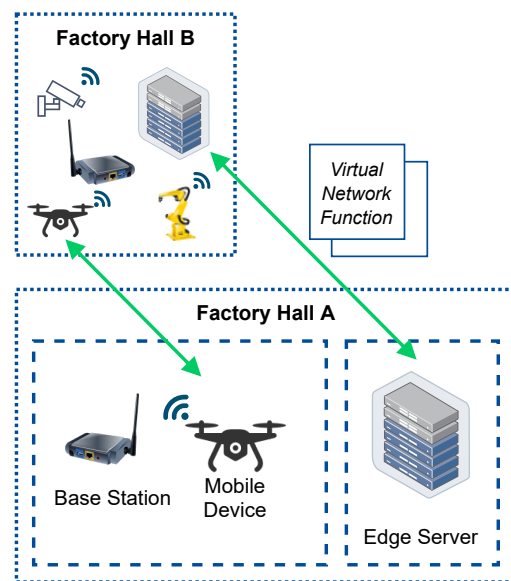 Factory Hall B
Virtual
Network
Function
Factory Hall A
Base Station
Mobile
Device
Edge Server